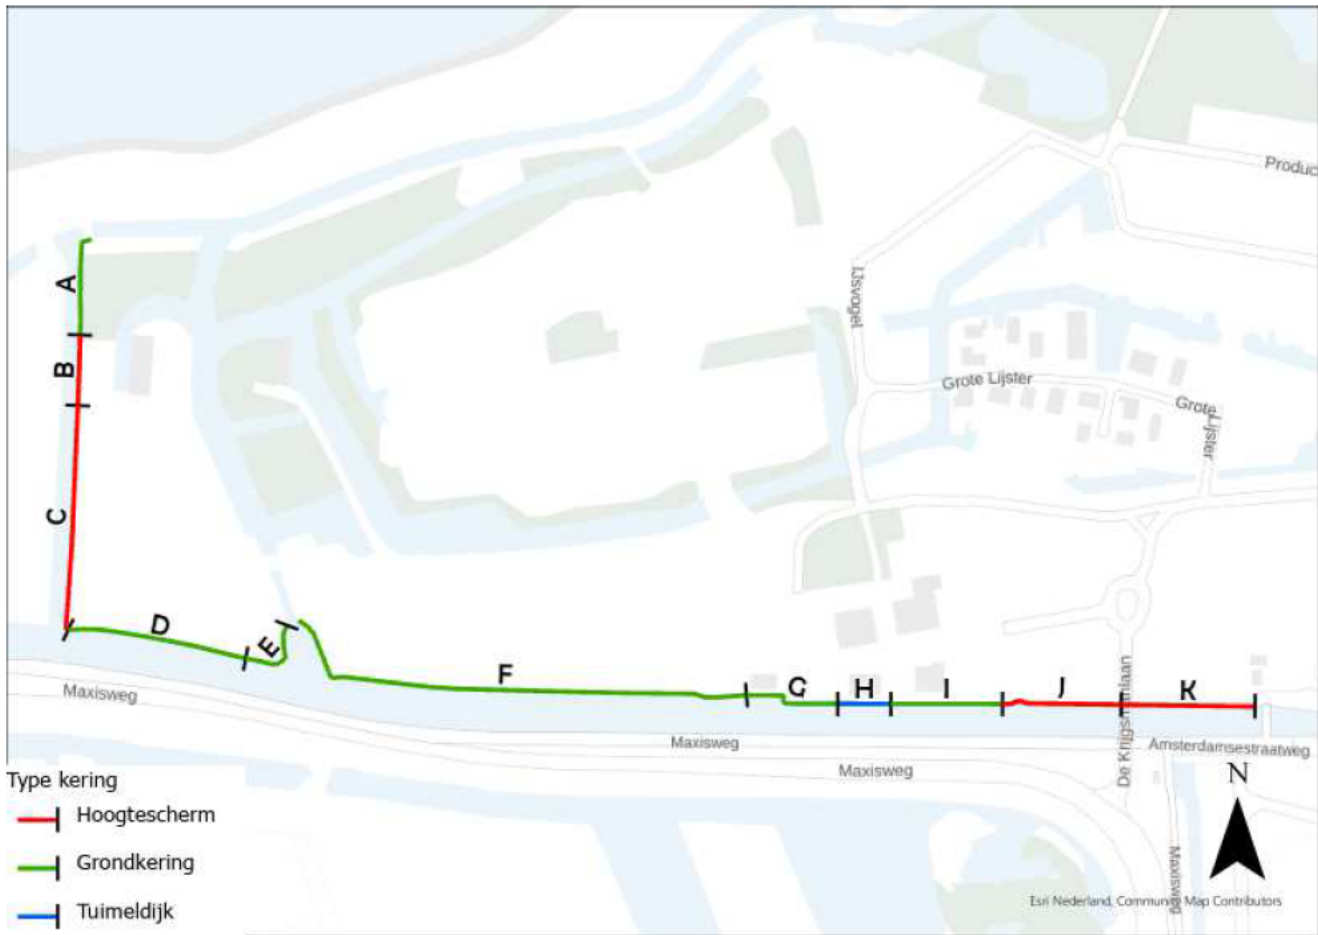 Produc
A
IJsvogel
B
Grote Lijster
Grote
Lijster
C
D
E
F
G
H
I
J
K
De Krijgsmanlaan
Maxisweg
Maxisweg
Amsterdamsestraatweg
Maxisweg
N
Type kering
Hoogtescherm
Grondkering
Tuimeldijk
Maxisweg
Esri Nederland, Communi Map Contributors